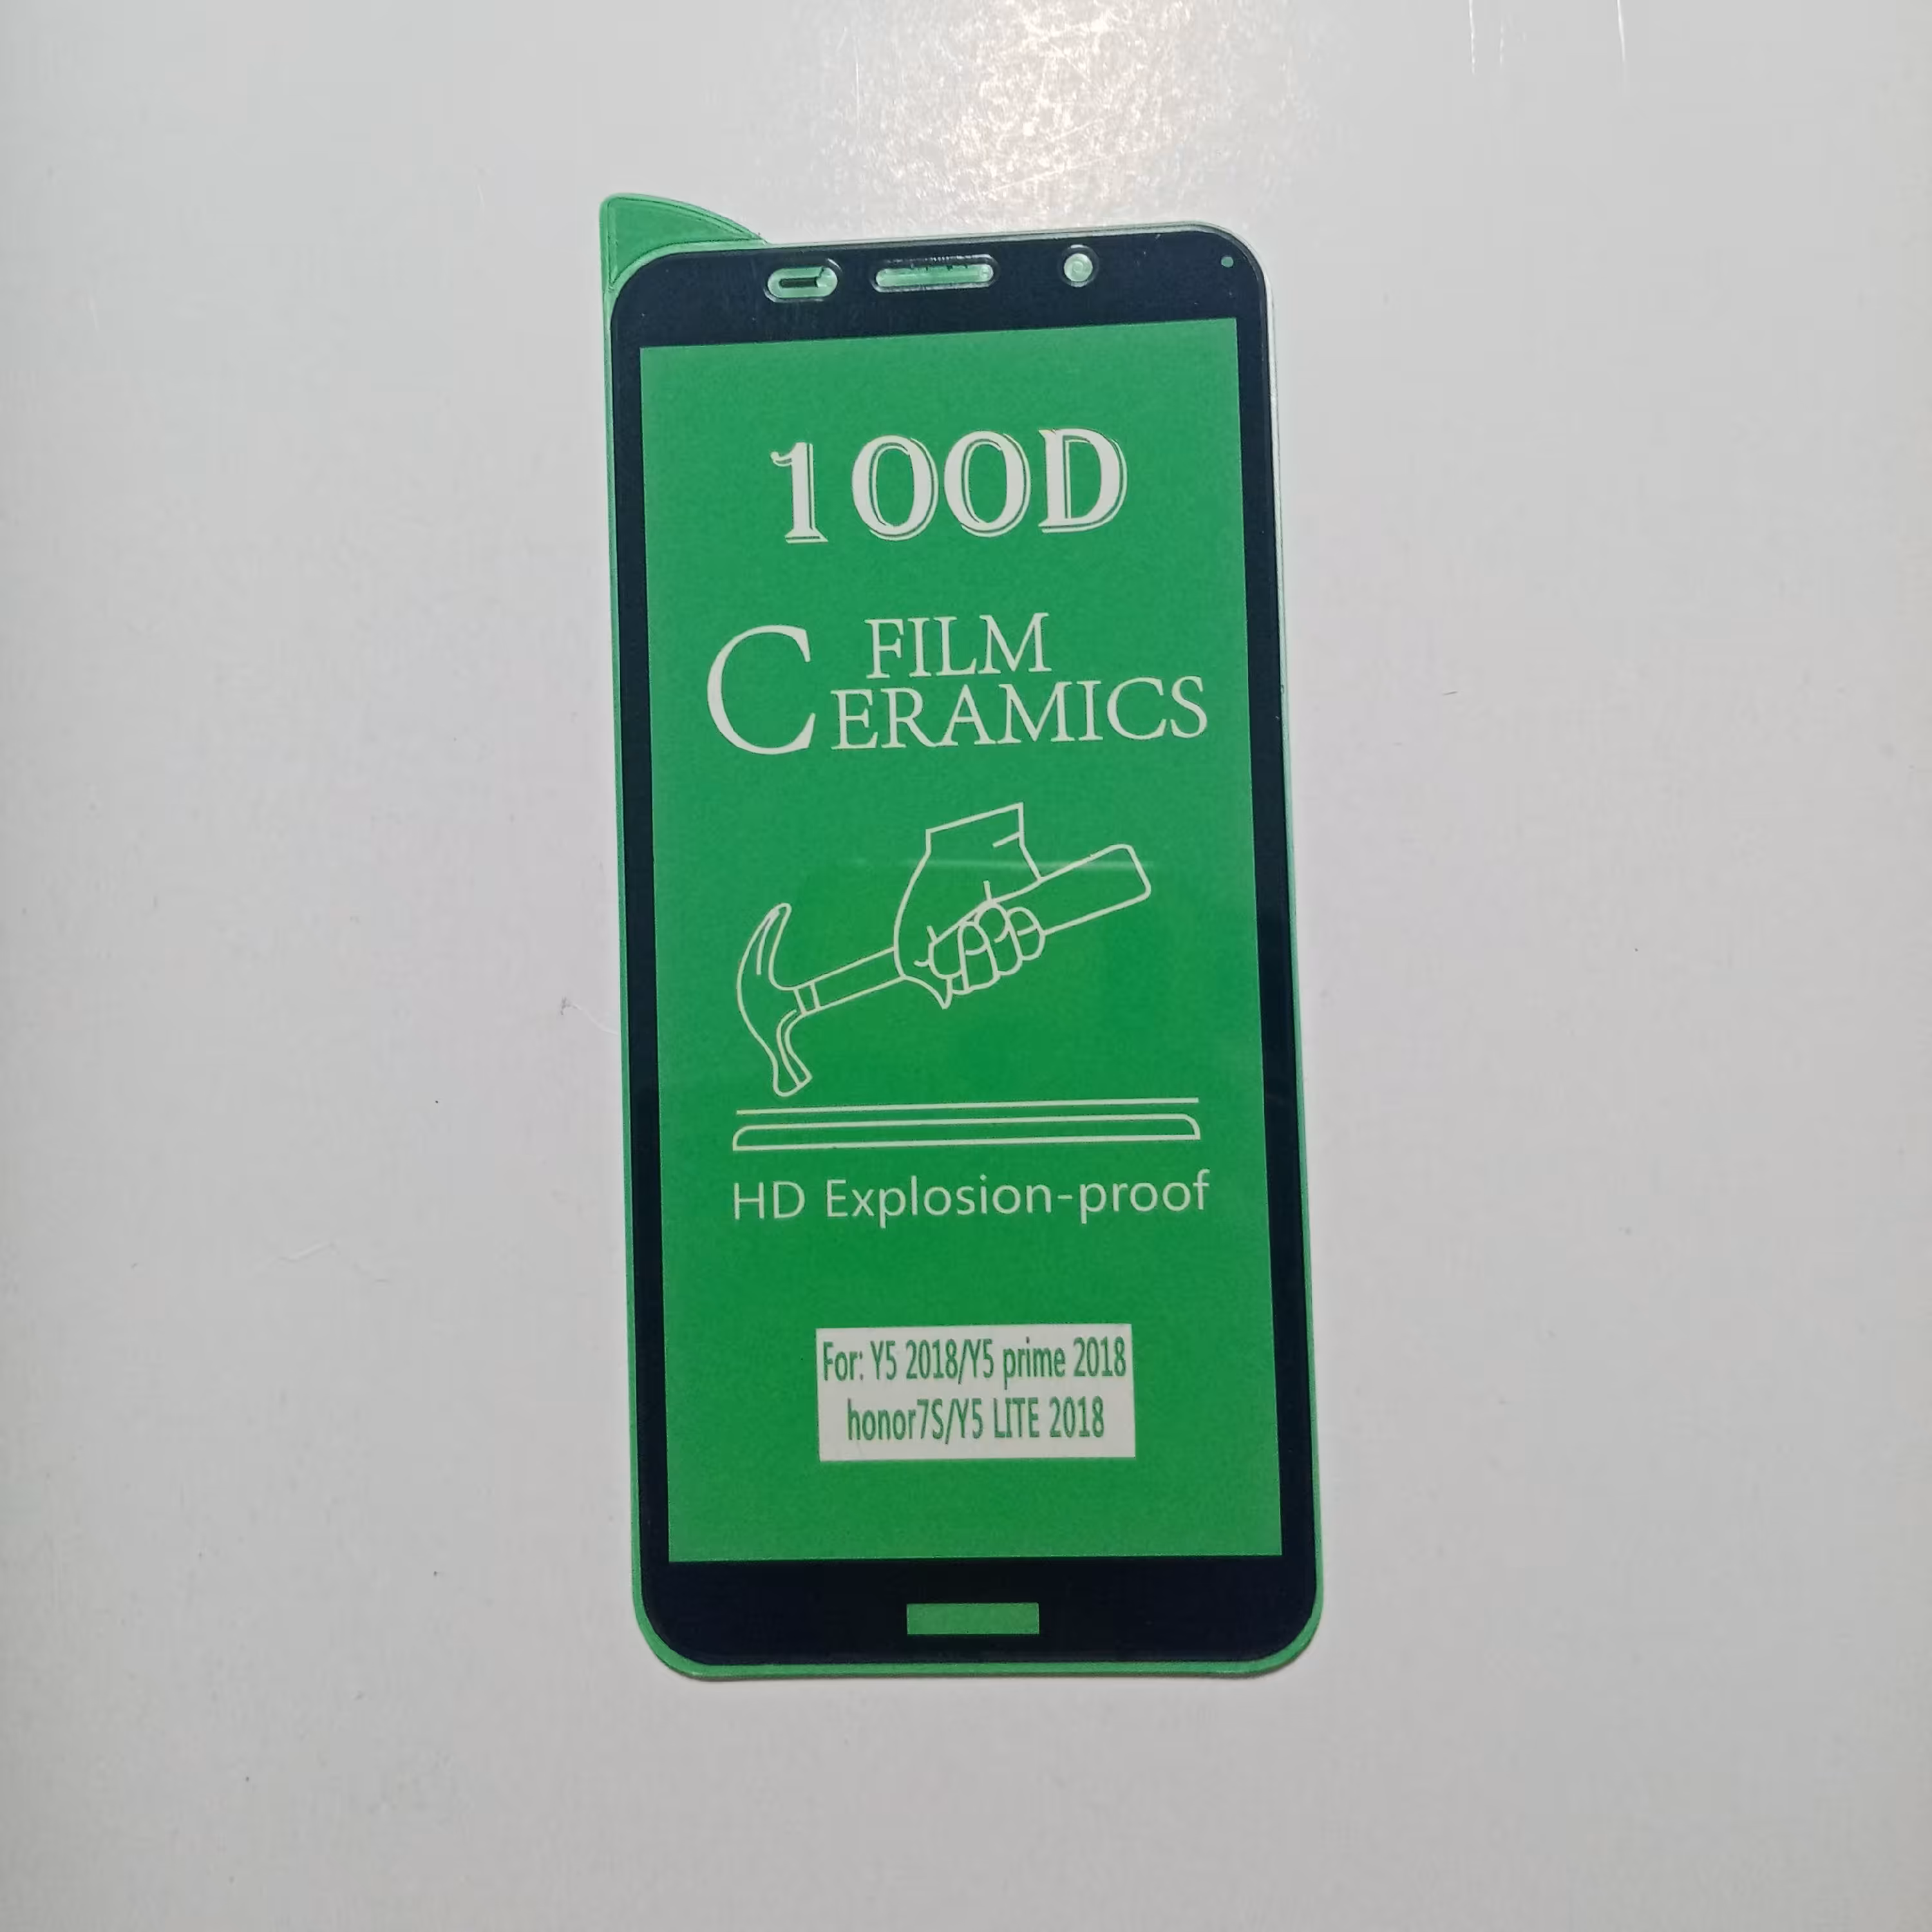 100D
FILM
CERAMICS
HD Explosion-proof
For: Y5 2018/Y5 prime 2018
honor7S/Y5 LITE 2018